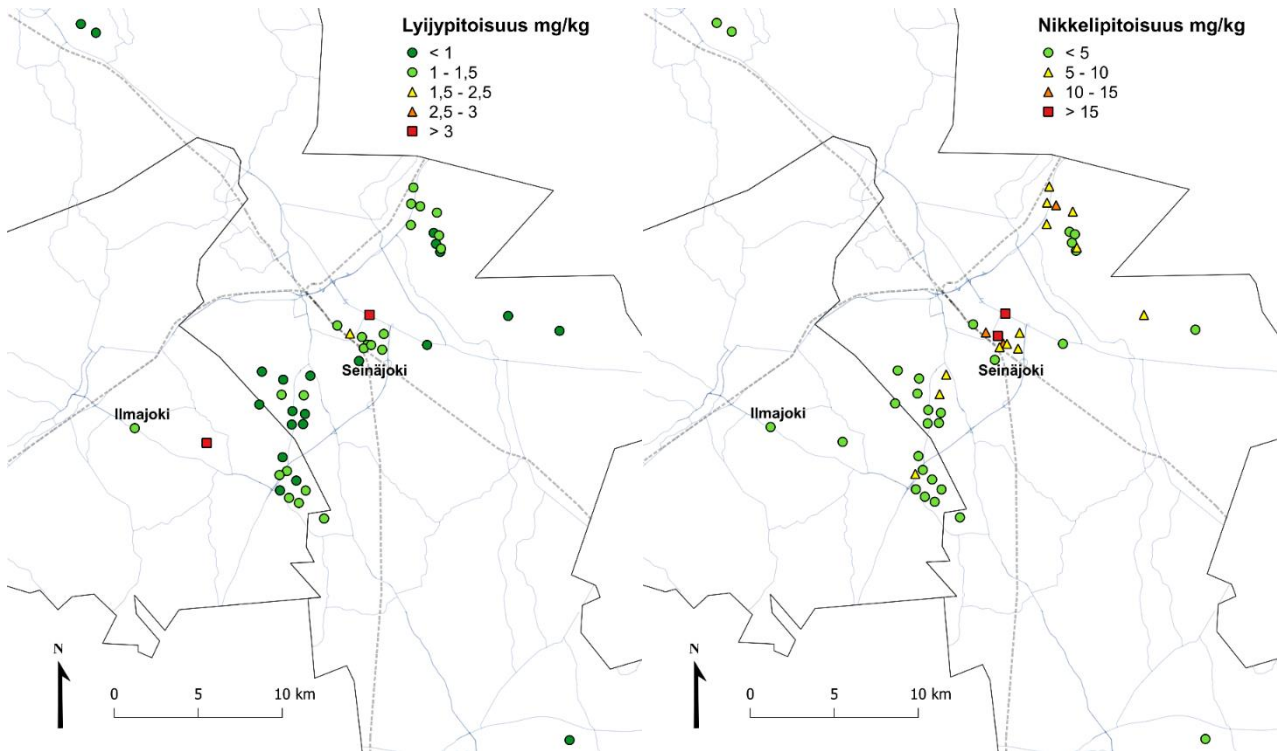 Lyijypitoisuus mg/kg
< 1
1 - 1,5
1,5 - 2,5
2,5 - 3
> 3
Seinäjoki
Ilmajoki
N
0 5 10 km
Nikkelipitoisuus mg/kg
< 5
5 - 10
10 - 15
> 15
Seinäjoki
Ilmajoki
N
0 5 10 km